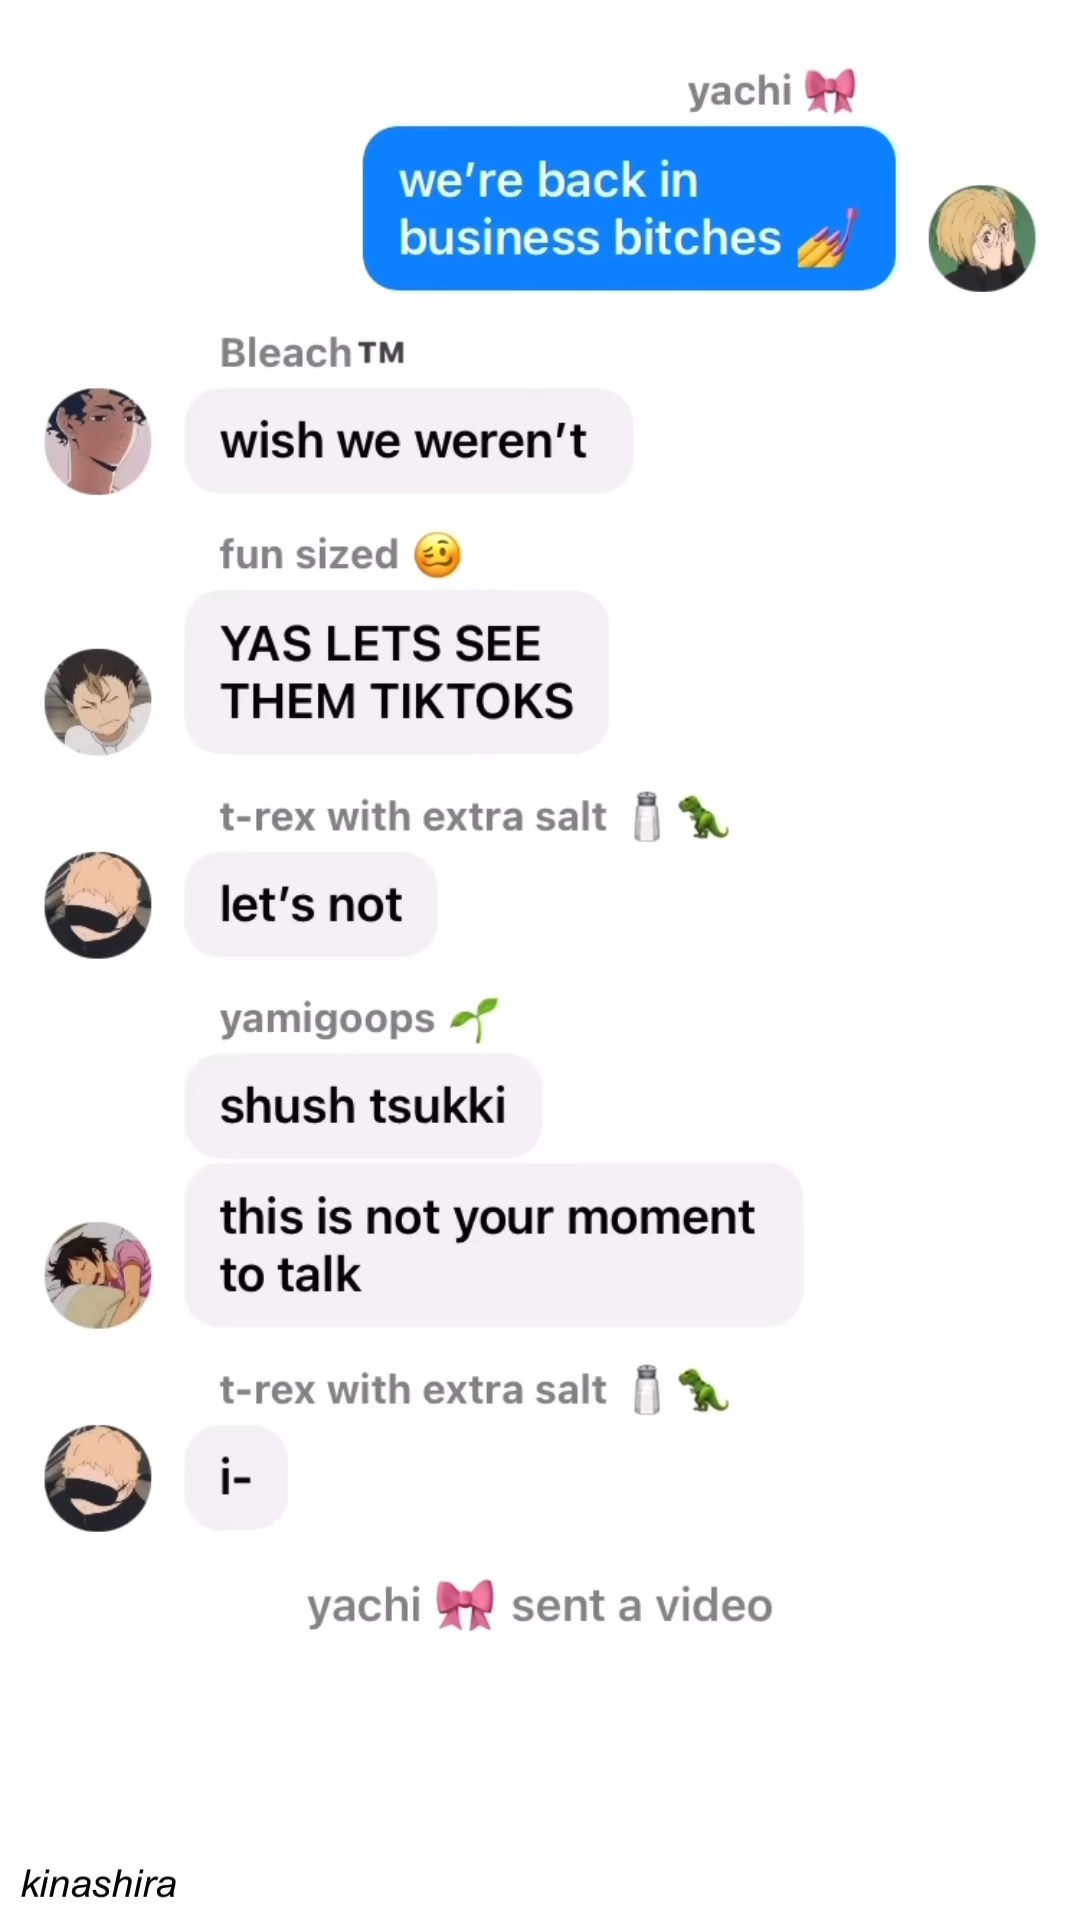 yachi 🎀
we’re back in
business bitches 💅
Bleach™
wish we weren’t
fun sized 🥴
YAS LETS SEE
THEM TIKTOKS
t-rex with extra salt 🧂🦖
let’s not
yamigoops 🌱
shush tsukki
this is not your moment
to talk
t-rex with extra salt 🧂🦖
i-
yachi 🎀 sent a video
kinashira